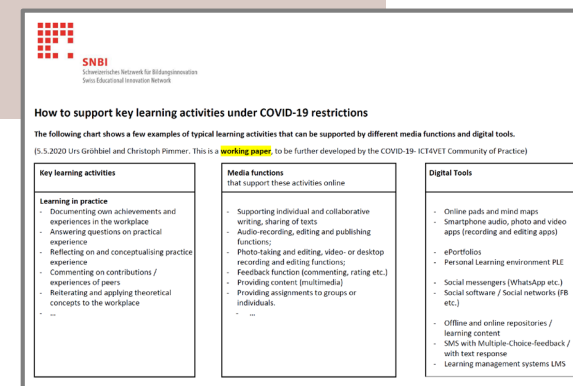 SNBI
Schweizerisches Netzwerk für Bildungsinnovation
Swiss Educational Innovation Network
How to support key learning activities under COVID-19 restrictions
The following chart shows a few examples of typical learning activities that can be supported by different media functions and digital tools.
(5.5.2020 Urs Gröhbiel and Christoph Pimmer. This is a working paper, to be further developed by the COVID-19- ICT4VET Community of Practice)
Key learning activities
Learning in practice
- Documenting own achievements and
experiences in the workplace
- Answering questions on practical
experience
- Reflecting on and conceptualising practice
experience
- Commenting on contributions /
experiences of peers
- Reiterating and applying theoretical
concepts to the workplace
- ...
Media functions
that support these activities online
- Supporting individual and collaborative
writing, sharing of texts
- Audio-recording, editing and publishing
functions;
- Photo-taking and editing, video- or desktop
recording and editing functions;
- Feedback function (commenting, rating etc.)
- Providing content (multimedia)
- Providing assignments to groups or
individuals.
- ...
Digital Tools
- Online pads and mind maps
- Smartphone audio, photo and video
apps (recording and editing apps)
- ePortfolios
- Personal Learning environment PLE
- Social messengers (WhatsApp etc.)
- Social software / Social networks (FB
etc.)
- Offline and online repositories /
learning content
- SMS with Multiple-Choice-feedback /
with text response
- Learning management systems LMS